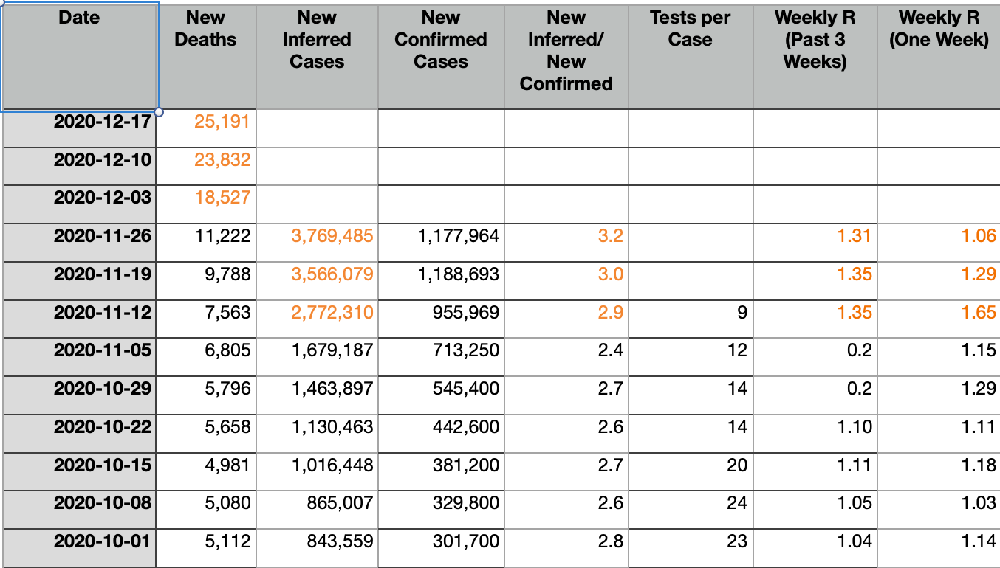 Date New Deaths New Inferred Cases New Confirmed Cases New Inferred/ New Confirmed Tests per Case Weekly R (Past 3 Weeks) Weekly R (One Week)
2020-12-17 25,191
2020-12-10 23,832
2020-12-03 18,527
2020-11-26 11,222 3,769,485 1,177,964 3.2 1.31 1.06
2020-11-19 9,788 3,566,079 1,188,693 3.0 1.35 1.29
2020-11-12 7,563 2,772,310 955,969 2.9 9 1.35 1.65
2020-11-05 6,805 1,679,187 713,250 2.4 12 0.2 1.15
2020-10-29 5,796 1,463,897 545,400 2.7 14 0.2 1.29
2020-10-22 5,658 1,130,463 442,600 2.6 14 1.10 1.11
2020-10-15 4,981 1,016,448 381,200 2.7 20 1.11 1.18
2020-10-08 5,080 865,007 329,800 2.6 24 1.05 1.03
2020-10-01 5,112 843,559 301,700 2.8 23 1.04 1.14